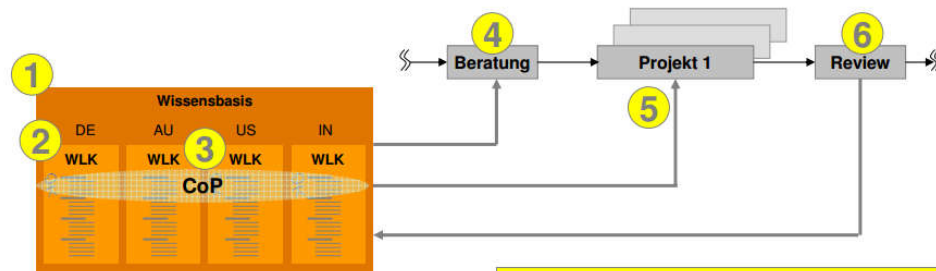 4
6
Beratung
Projekt 1
Review
1
5
Wissensbasis
2
DE AU US IN
3
WLK WLK WLK WLK
CoP